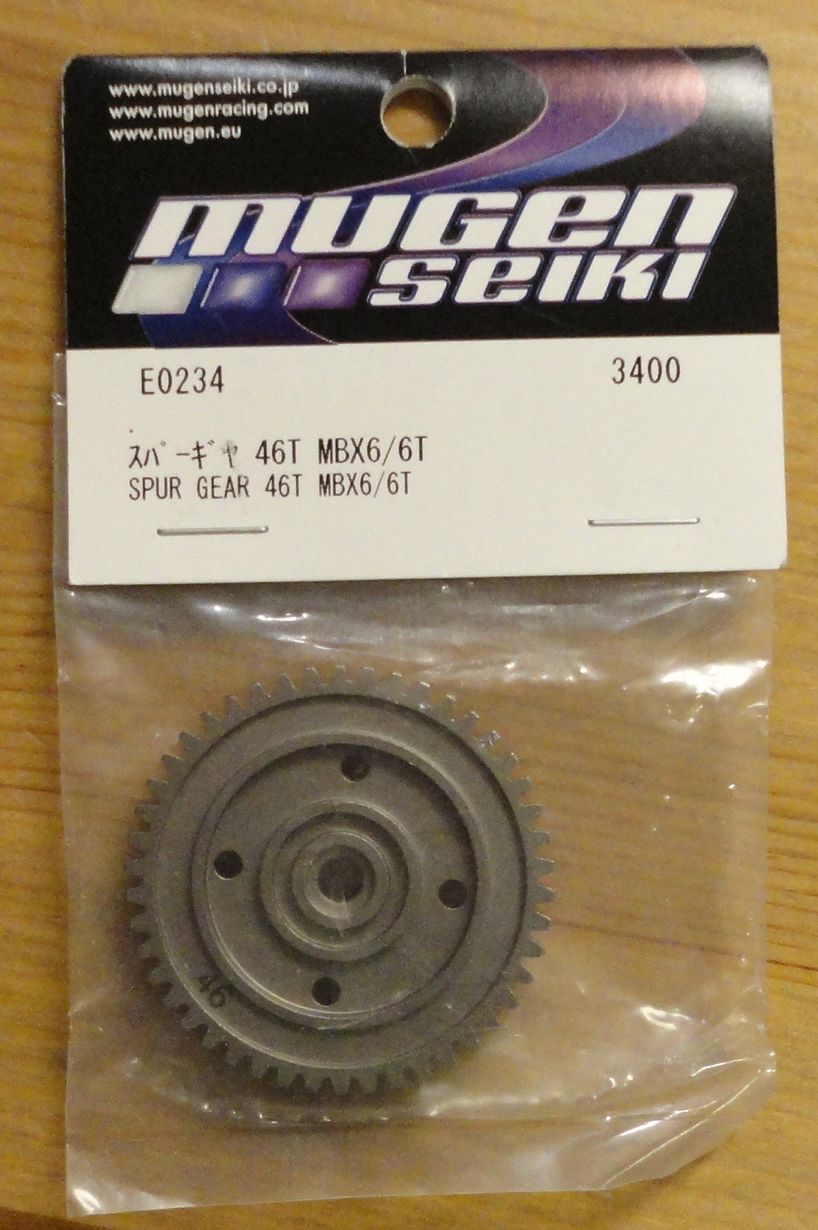 www.mugenseiki.co.jp
www.mugenracing.com
www.mugen.eu
mugen
seiki
E0234 3400
ｽﾊﾟｰｷﾞﾔ 46T MBX6/6T
SPUR GEAR 46T MBX6/6T
46